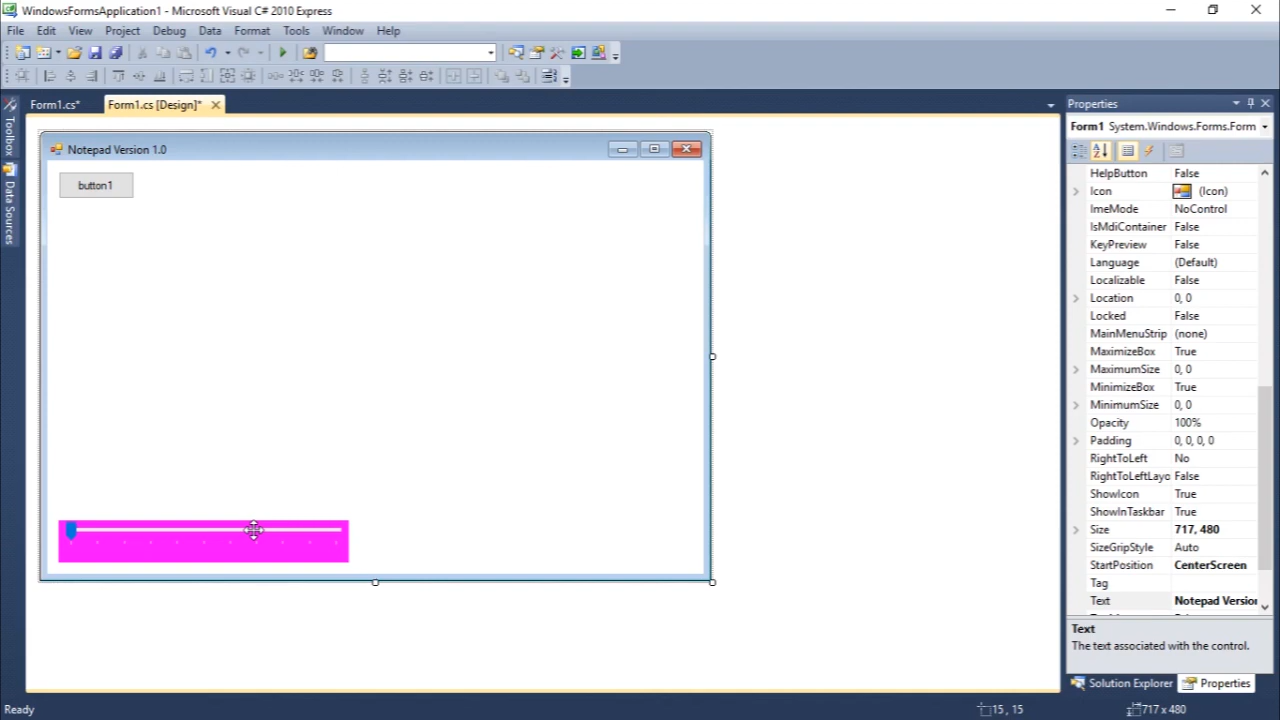 WindowsFormsApplication1 - Microsoft Visual C# 2010 Express
File Edit View Project Debug Data Format Tools Window Help
Form1.cs* Form1.cs [Design]*
Toolbox
Data Sources
Notepad Version 1.0
button1
Properties
Form1 System.Windows.Forms.Form
HelpButton False
Icon (Icon)
ImeMode NoControl
IsMdiContainer False
KeyPreview False
Language (Default)
Localizable False
Location 0, 0
Locked False
MainMenuStrip (none)
MaximizeBox True
MaximumSize 0, 0
MinimizeBox True
MinimumSize 0, 0
Opacity 100%
Padding 0, 0, 0, 0
RightToLeft No
RightToLeftLayo False
ShowIcon True
ShowInTaskbar True
Size 717, 480
SizeGripStyle Auto
StartPosition CenterScreen
Tag
Text Notepad Version
Text
The text associated with the control.
Solution Explorer Properties
Ready 15, 15 717 x 480